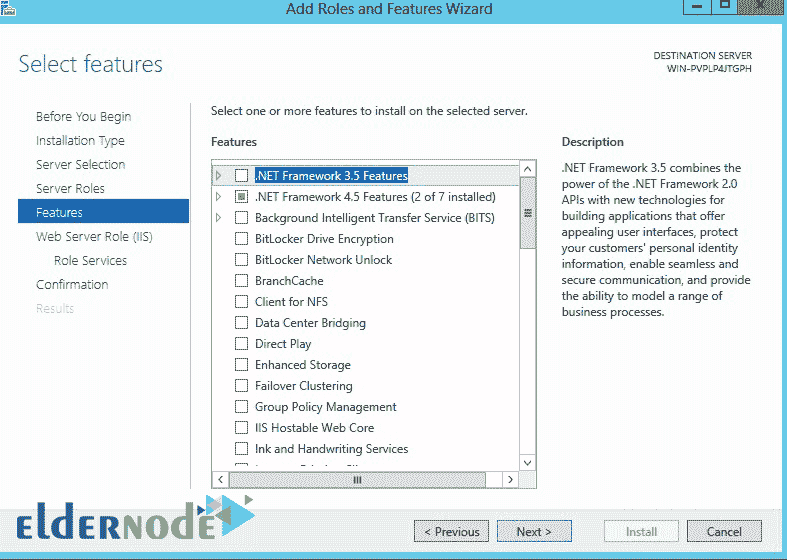 Add Roles and Features Wizard
Select features
DESTINATION SERVER
WIN-PVPLP4JTGPH
Before You Begin
Installation Type
Server Selection
Server Roles
Features
Web Server Role (IIS)
Role Services
Confirmation
Results
Select one or more features to install on the selected server.
Features
.NET Framework 3.5 Features
.NET Framework 4.5 Features (2 of 7 installed)
Background Intelligent Transfer Service (BITS)
BitLocker Drive Encryption
BitLocker Network Unlock
BranchCache
Client for NFS
Data Center Bridging
Direct Play
Enhanced Storage
Failover Clustering
Group Policy Management
IIS Hostable Web Core
Ink and Handwriting Services
Description
.NET Framework 3.5 combines the
power of the .NET Framework 2.0
APIs with new technologies for
building applications that offer
appealing user interfaces, protect
your customers' personal identity
information, enable seamless and
secure communication, and provide
the ability to model a range of
business processes.
ELDERNODE
< Previous
Next >
Install
Cancel